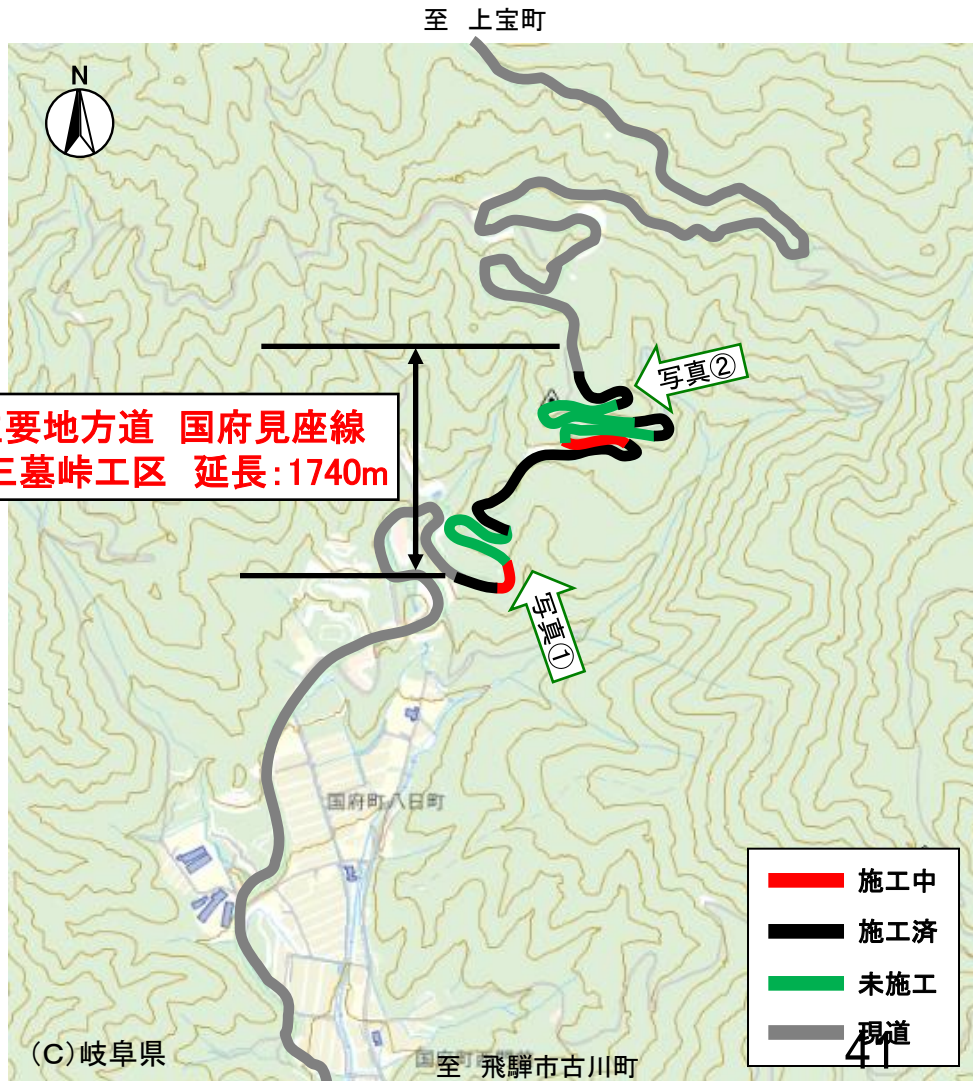 至 上宝町
N
写真②
要地方道 国府見座線
三墓峠工区 延長:1740m
写真①
国府町八日町
施工中
施工済
未施工
現道
41
(C)岐阜県
至 飛騨市古川町